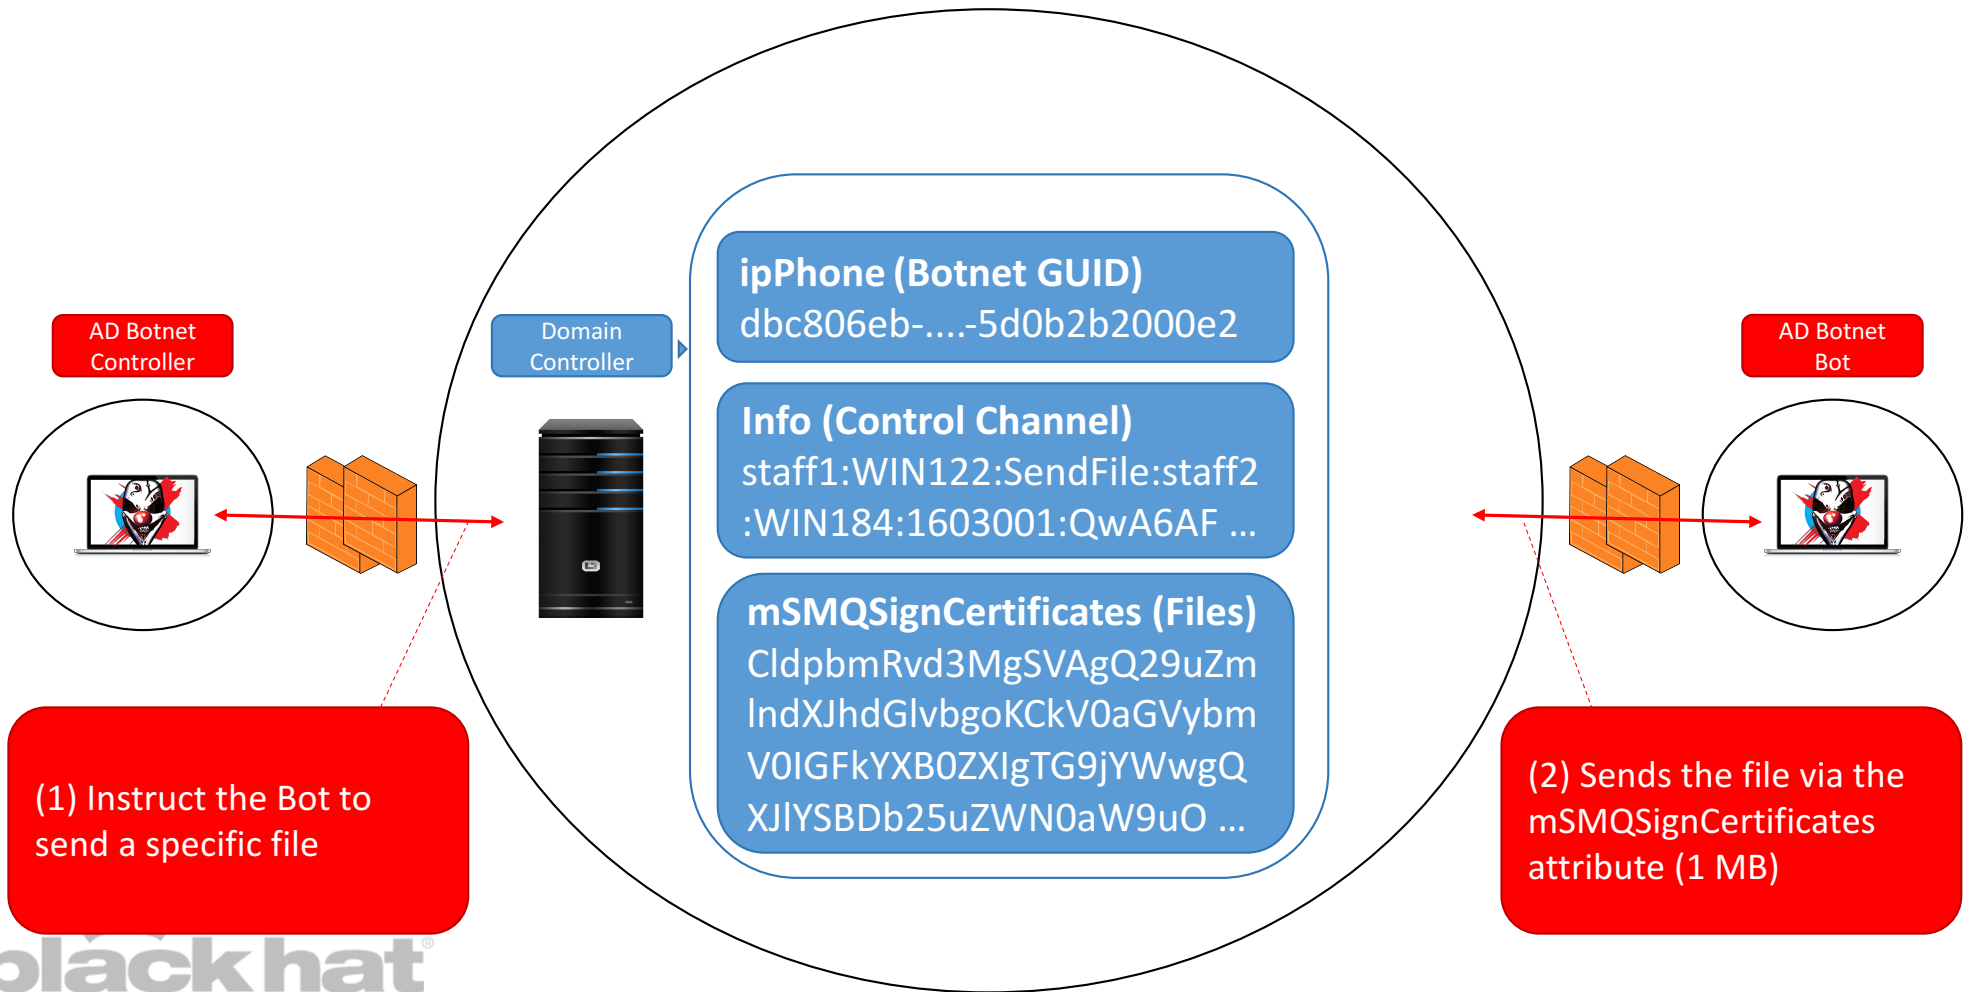 AD Botnet
Controller
Domain
Controller
ipPhone (Botnet GUID)
dbc806eb-....-5d0b2b2000e2
Info (Control Channel)
staff1:WIN122:SendFile:staff2
:WIN184:1603001:QwA6AF ...
mSMQSignCertificates (Files)
CldpbmRvd3MgSVAgQ29uZm
lndXJhdGlvbgoKCkV0aGVybm
V0IGFkYXB0ZXIgTG9jYWwgQ
XJlYSBDb25uZWN0aW9uO ...
AD Botnet
Bot
(1) Instruct the Bot to
send a specific file
(2) Sends the file via the
mSMQSignCertificates
attribute (1 MB)
black hat®